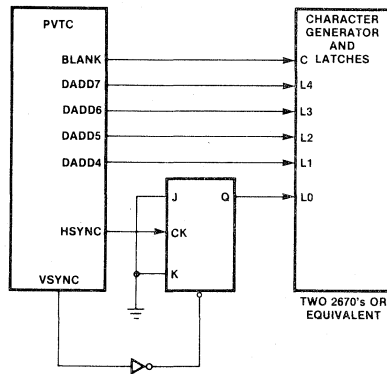 PVTC
BLANK
DADD7
DADD6
DADD5
DADD4
HSYNC
VSYNC
J
Q
CK
K
CHARACTER
GENERATOR
AND
LATCHES
C
L4
L3
L2
L1
L0
TWO 2670's OR
EQUIVALENT